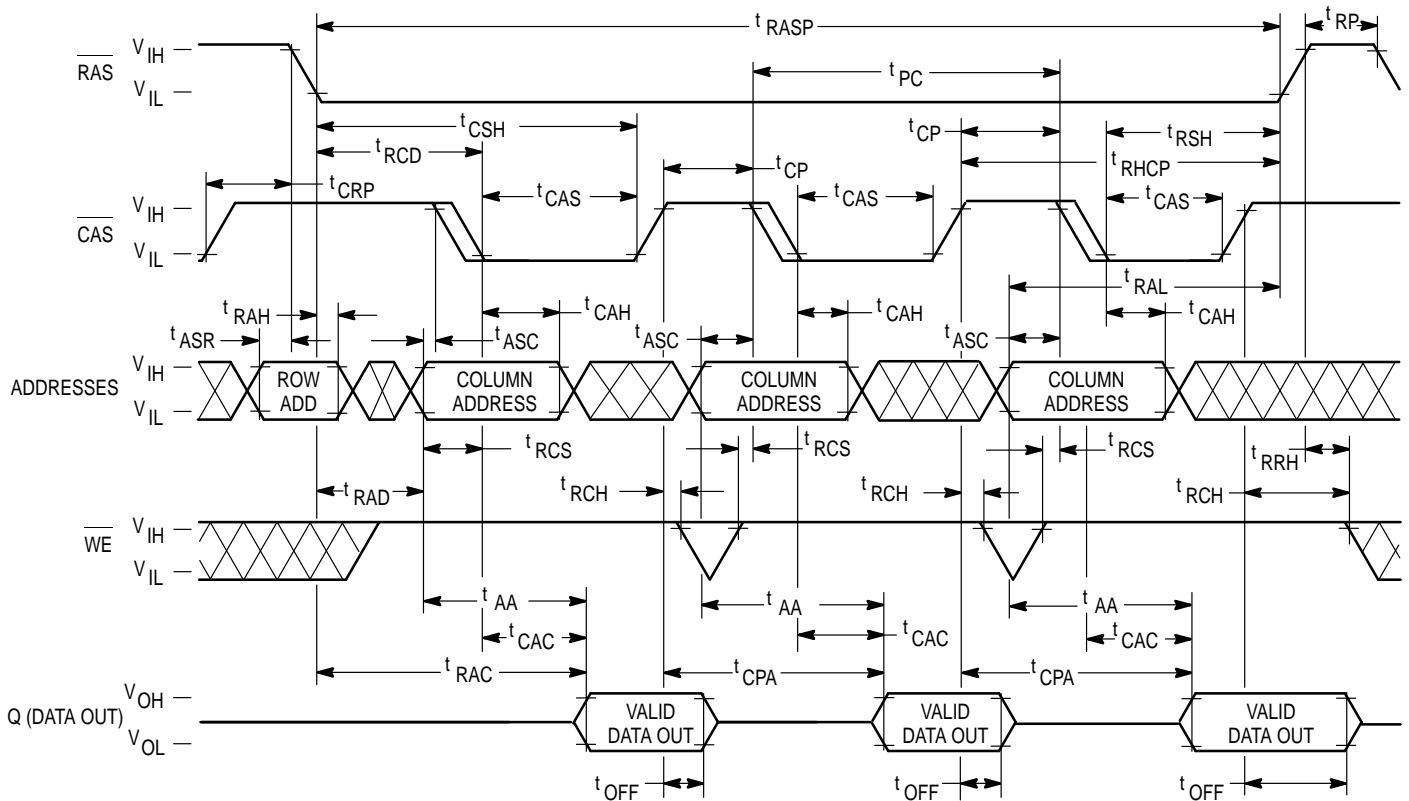 t RASP
t RP
RAS
V IH
V IL
t PC
t CSH
t CP
t RSH
t RCD
t RHCP
t CRP
t CP
t CAS
t CAS
t CAS
CAS
V IH
V IL
t RAL
t RAH
t CAH
t CAH
t CAH
t ASR
t ASC
t ASC
t ASC
ADDRESSES
V IH
V IL
ROW
ADD
COLUMN
ADDRESS
COLUMN
ADDRESS
COLUMN
ADDRESS
t RCS
t RCS
t RCS
t RRH
t RAD
t RCH
t RCH
t RCH
WE
V IH
V IL
t AA
t AA
t AA
t CAC
t CAC
t CAC
t RAC
t CPA
t CPA
Q (DATA OUT)
V OH
V OL
VALID
DATA OUT
VALID
DATA OUT
VALID
DATA OUT
t OFF
t OFF
t OFF